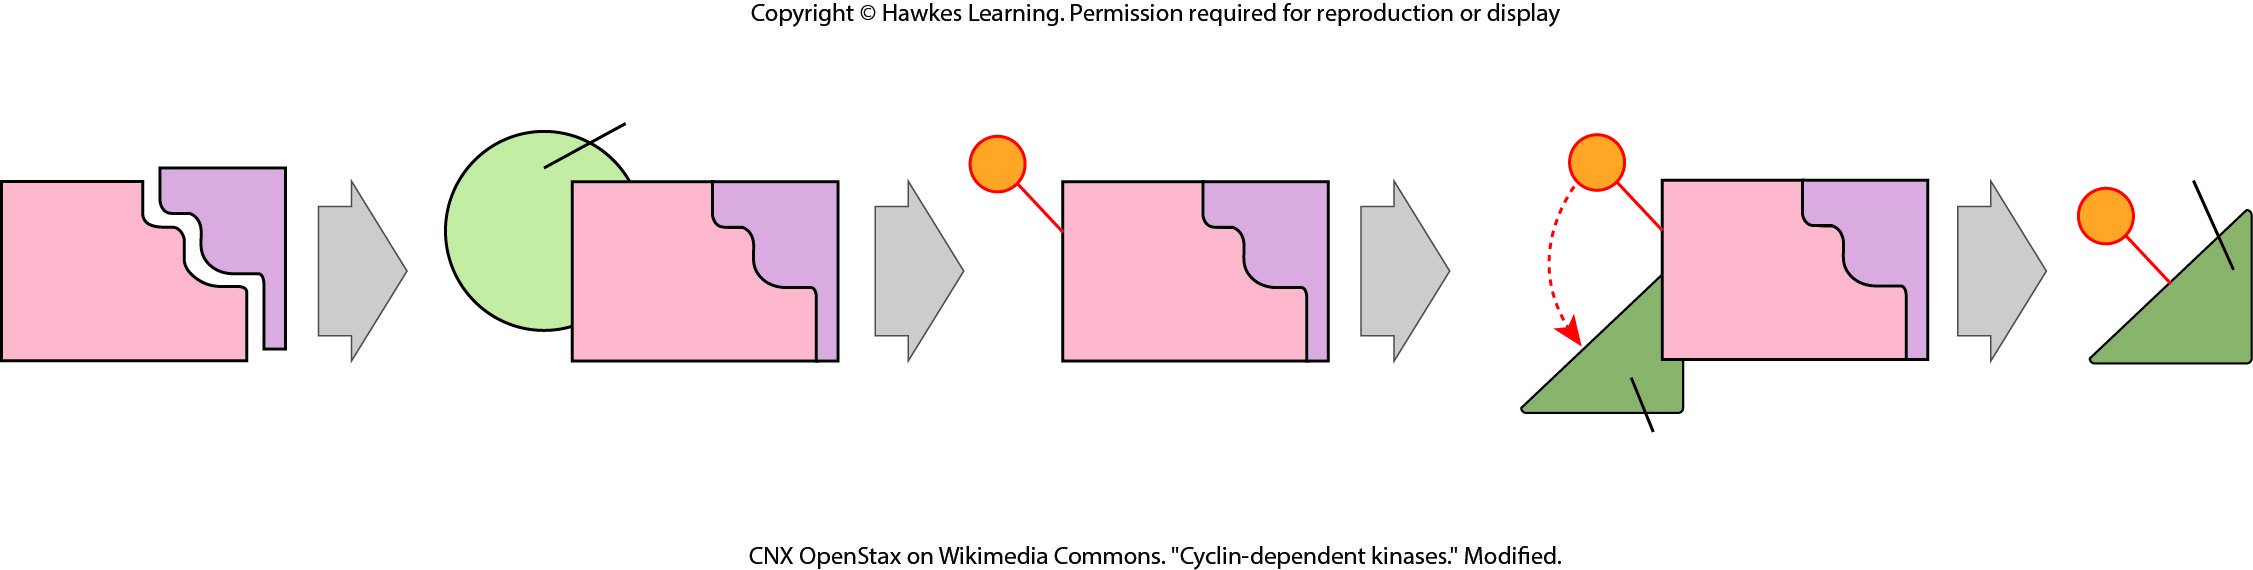 Copyright © Hawkes Learning. Permission required for reproduction or display
CNX OpenStax on Wikimedia Commons. "Cyclin-dependent kinases." Modified.